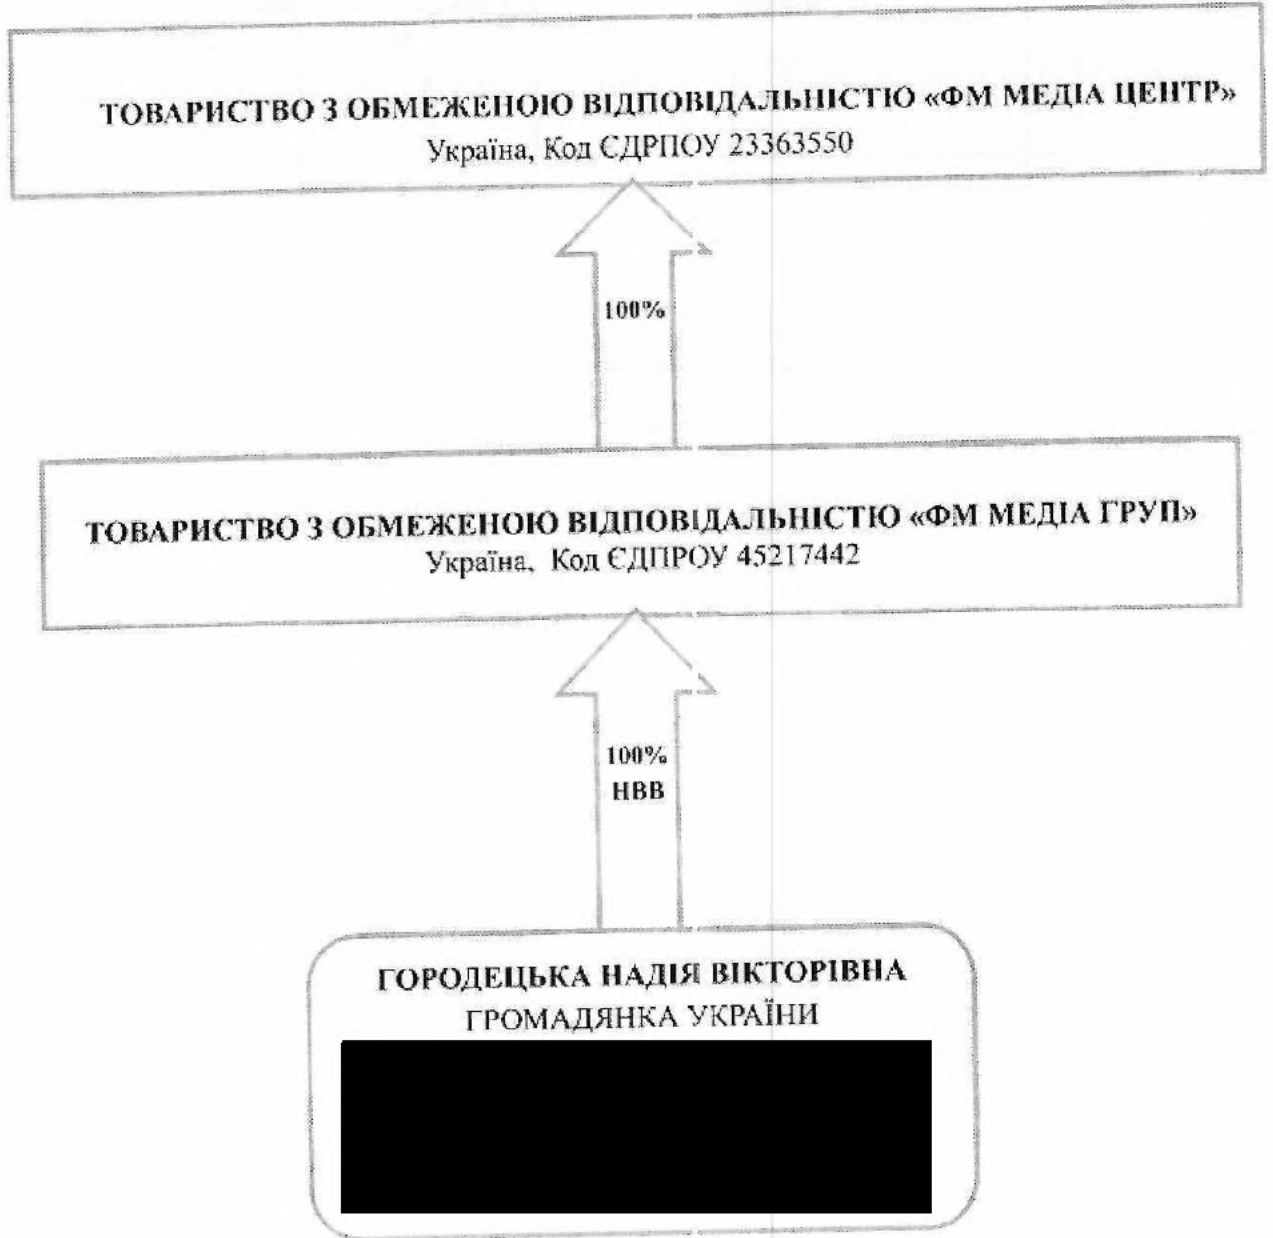 ТОВАРИСТВО З ОБМЕЖЕНОЮ ВІДПОВІДАЛЬНІСТЮ «ФМ МЕДІА ЦЕНТР»
Україна, Код ЄДРПОУ 23363550
100%
ТОВАРИСТВО З ОБМЕЖЕНОЮ ВІДПОВІДАЛЬНІСТЮ «ФМ МЕДІА ГРУП»
Україна, Код ЄДПРОУ 45217442
100%
НВВ
ГОРОДЕЦЬКА НАДІЯ ВІКТОРІВНА
ГРОМАДЯНКА УКРАЇНИ